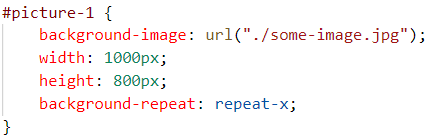 #picture-1 {
    background-image: url("./some-image.jpg");
    width: 1000px;
    height: 800px;
    background-repeat: repeat-x;
}